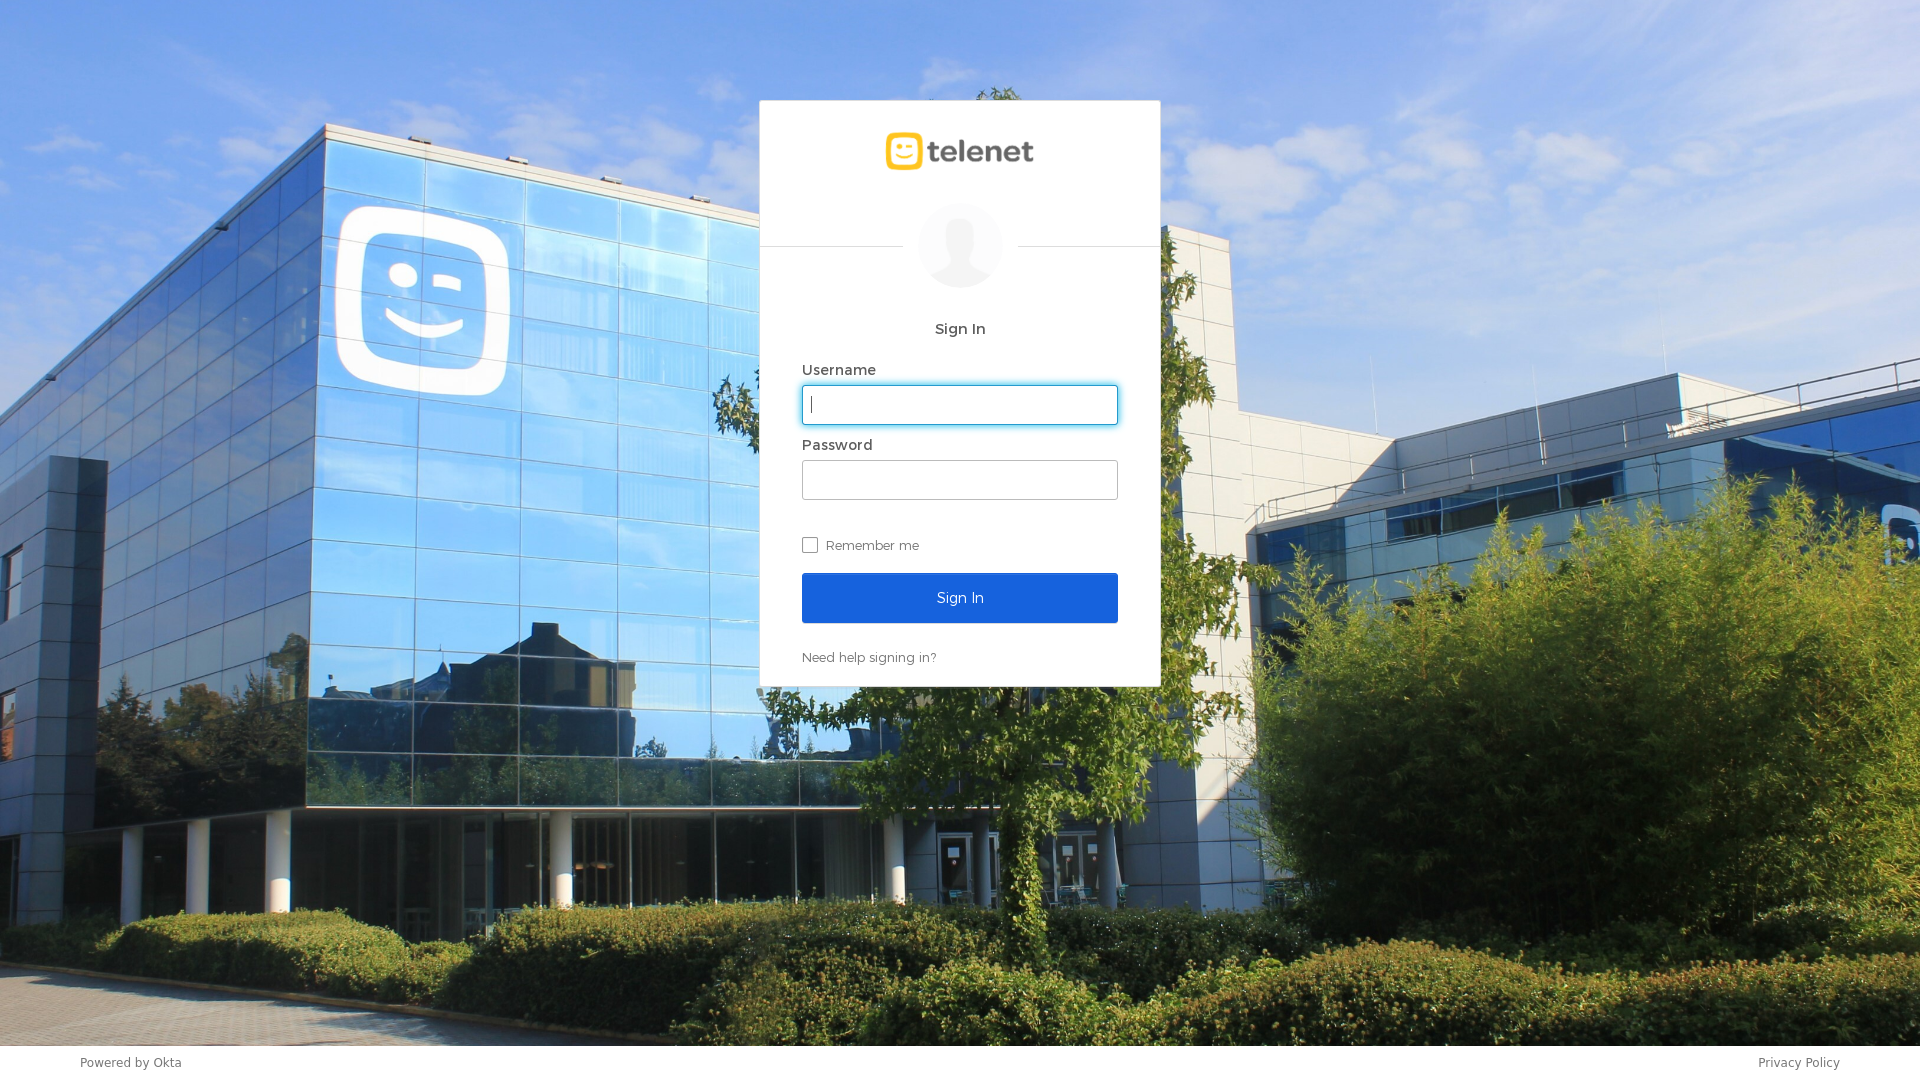 telenet
Sign In
Username
Password
Remember me
Sign In
Need help signing in?
Powered by Okta
Privacy Policy